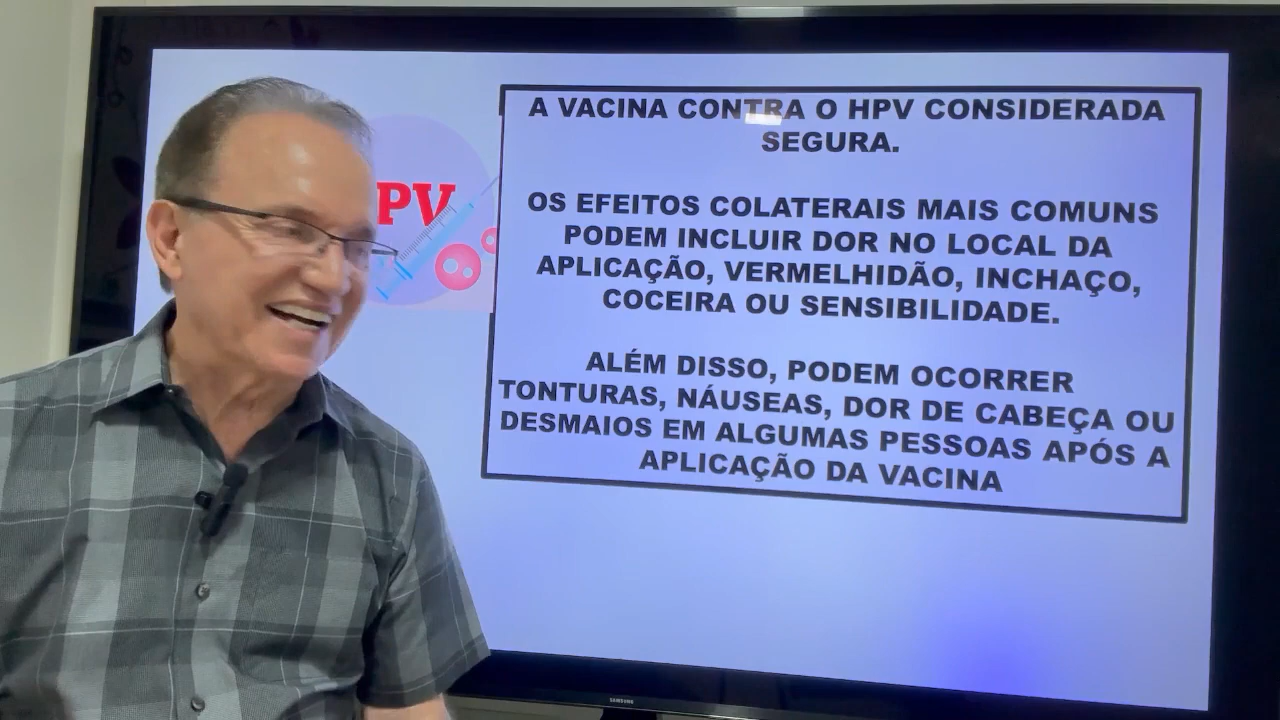 PV
A VACINA CONTRA O HPV CONSIDERADA
SEGURA.
OS EFEITOS COLATERAIS MAIS COMUNS
PODEM INCLUIR DOR NO LOCAL DA
APLICAÇÃO, VERMELHIDÃO, INCHAÇO,
COCEIRA OU SENSIBILIDADE.
ALÉM DISSO, PODEM OCORRER
TONTURAS, NÁUSEAS, DOR DE CABEÇA OU
DESMAIOS EM ALGUMAS PESSOAS APÓS A
APLICAÇÃO DA VACINA
SAMSUNG